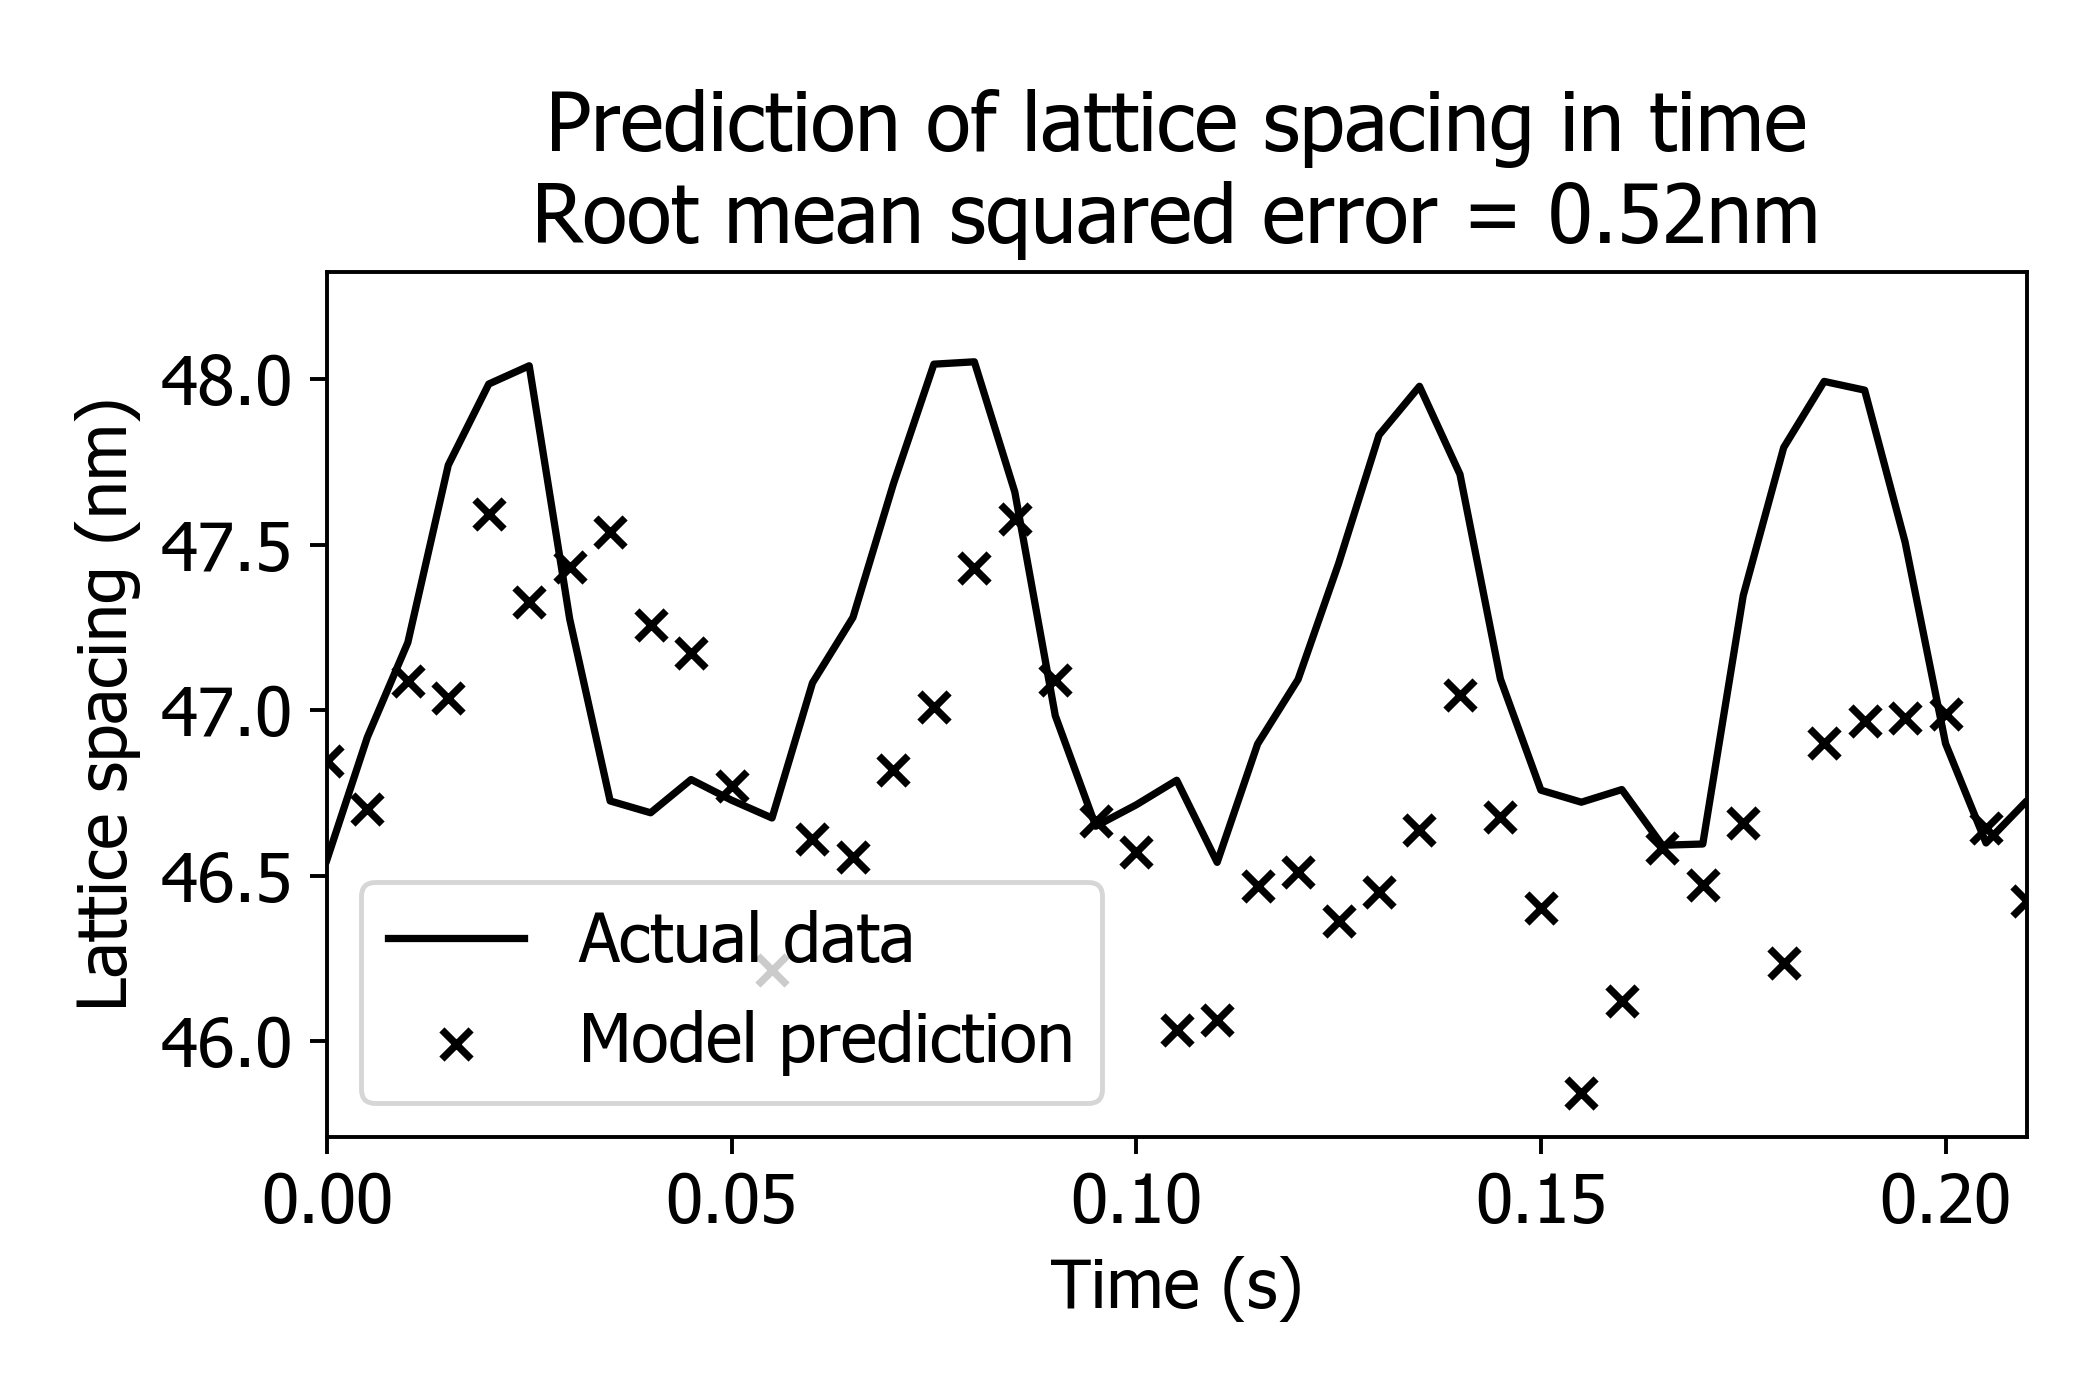 Prediction of lattice spacing in time
Root mean squared error = 0.52nm
Lattice spacing (nm)
48.0
47.5
47.0
46.5
46.0
Actual data
Model prediction
0.00 0.05 0.10 0.15 0.20
Time (s)